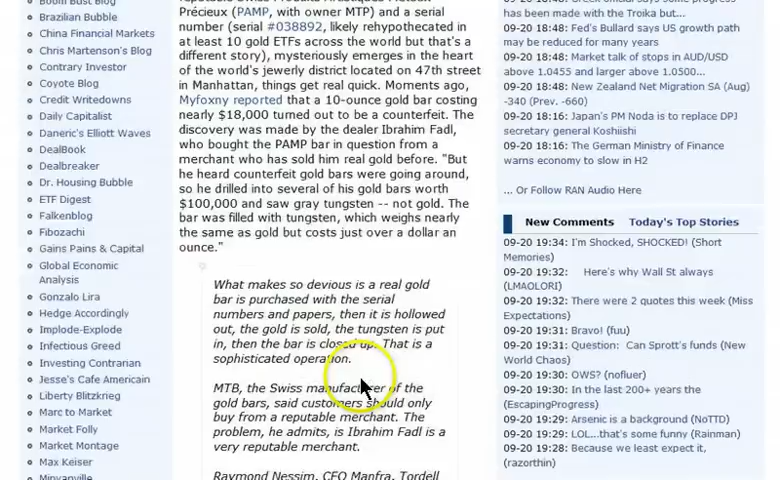 Boom Bust Blog
Brazilian Bubble
China Financial Markets
Chris Martenson's Blog
Contrary Investor
Coyote Blog
Credit Writedowns
Daily Capitalist
Daneric's Elliott Waves
DealBook
Dealbreaker
Dr. Housing Bubble
ETF Digest
Falkenblog
Fibozachi
Gains Pains & Capital
Global Economic
Analysis
Gonzalo Lira
Hedge Accordingly
Implode-Explode
Infectious Greed
Investing Contrarian
Jesse's Cafe Americain
Liberty Blitzkrieg
Marc to Market
Market Folly
Market Montage
Max Keiser
Minyanville
Précieux (PAMP, with owner MTP) and a serial
number (serial #038892, likely rehypothecated in
at least 10 gold ETFs across the world but that's a
different story), mysteriously emerges in the heart
of the world's jewerly district located on 47th street
in Manhattan, things get real quick. Moments ago,
Myfoxny reported that a 10-ounce gold bar costing
nearly $18,000 turned out to be a counterfeit. The
discovery was made by the dealer Ibrahim Fadl,
who bought the PAMP bar in question from a
merchant who has sold him real gold before. "But
he heard counterfeit gold bars were going around,
so he drilled into several of his gold bars worth
$100,000 and saw gray tungsten -- not gold. The
bar was filled with tungsten, which weighs nearly
the same as gold but costs just over a dollar an
ounce."
What makes so devious is a real gold
bar is purchased with the serial
numbers and papers, then it is hollowed
out, the gold is sold, the tungsten is put
in, then the bar is closed up. That is a
sophisticated operation.
MTB, the Swiss manufacturer of the
gold bars, said customers should only
buy from a reputable merchant. The
problem, he admits, is Ibrahim Fadl is a
very reputable merchant.
Raymond Nessim, CEO Manfra, Tordell
has been made with the Troika but...
09-20 18:48: Fed's Bullard says US growth path
may be reduced for many years
09-20 18:48: Market talk of stops in AUD/USD
above 1.0455 and larger above 1.0500...
09-20 18:48: New Zealand Net Migration SA (Aug)
-340 (Prev. -660)
09-20 18:16: Japan's PM Noda is to replace DPJ
secretary general Koshiishi
09-20 18:16: The German Ministry of Finance
warns economy to slow in H2
... Or Follow RAN Audio Here
New Comments Today's Top Stories
09-20 19:34: I'm Shocked, SHOCKED! (Short
Memories)
09-20 19:32: Here's why Wall St always
(LMAOLORI)
09-20 19:32: There were 2 quotes this week (Miss
Expectations)
09-20 19:31: Bravo! (fuu)
09-20 19:31: Question: Can Sprott's funds (New
World Chaos)
09-20 19:30: OWS? (nofluer)
09-20 19:30: In the last 200+ years the
(EscapingProgress)
09-20 19:29: Arsenic is a background (NoTTD)
09-20 19:29: LOL...that's some funny (Rainman)
09-20 19:28: Because we least expect it,
(razorthin)